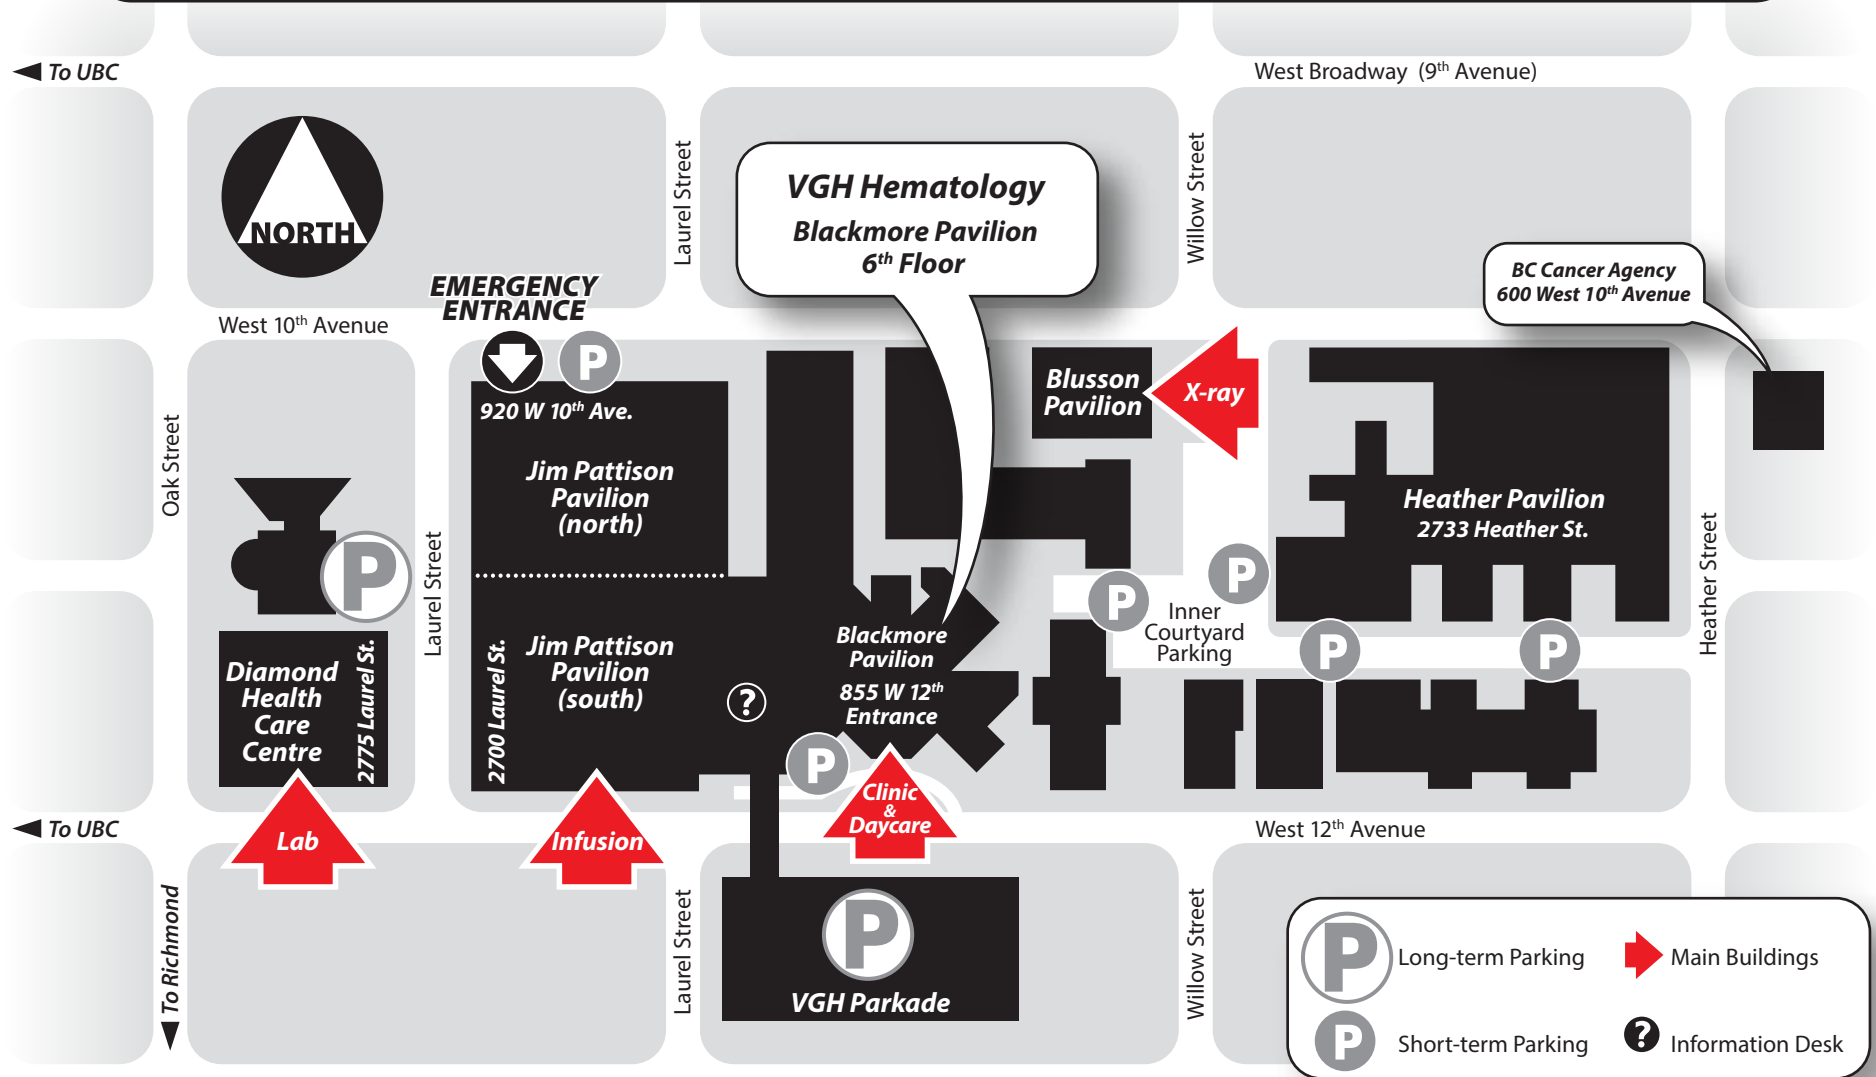 To UBC
West Broadway (9th Avenue)
NORTH
Laurel Street
VGH Hematology
Blackmore Pavilion
6th Floor
Willow Street
BC Cancer Agency
600 West 10th Avenue
EMERGENCY
ENTRANCE
West 10th Avenue
P
920 W 10th Ave.
Jim Pattison
Pavilion
(north)
Blusson
Pavilion
X-ray
Oak Street
P
Laurel Street
Heather Pavilion
2733 Heather St.
Heather Street
P
P
Inner
Courtyard
Parking
P
P
Diamond
Health
Care
Centre
2775 Laurel St.
2700 Laurel St.
Jim Pattison
Pavilion
(south)
?
Blackmore
Pavilion
855 W 12th
Entrance
P
Clinic
&
Daycare
To UBC
Lab
Infusion
West 12th Avenue
To Richmond
Laurel Street
P
VGH Parkade
Willow Street
P Long-term Parking
Main Buildings
P Short-term Parking
? Information Desk